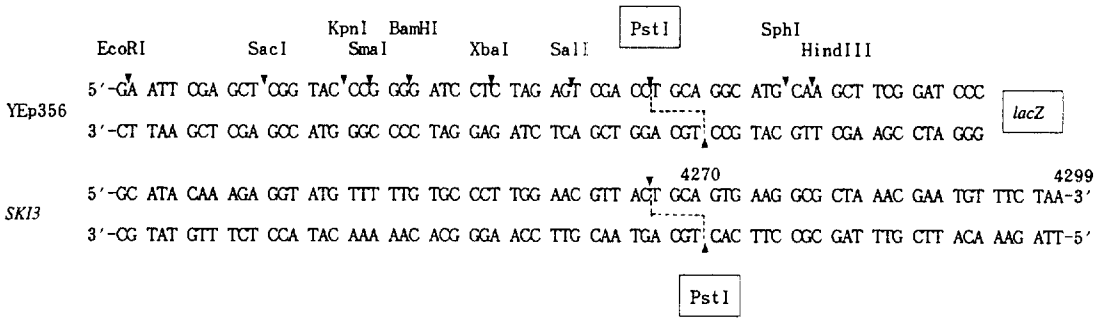 KpnI BamHI PstI SphI
EcoRI SacI SmaI XbaI SalI HindIII
YEp356
5'-GA ATT CGA GCT CGG TAC CCG GGG ATC CTC TAG AGT CGA CCT GCA GGC ATG CAA GCT TCG GAT CCC
3'-CT TAA GCT CGA GCC ATG GGC CCC TAG GAG ATC TCA GCT GGA CGT CCG TACG GTT CGA AGC CTA GGG
lacZ
4270 4299
SKI3
5'-GC ATA CAA AGA GGT ATG TTT TTG TGC CCT TGG AAC GTT ACT GCA GTG AAG GCG CTA AAC GAA TGT TTC TAA-3'
3'-CG TAT GTT TCT CCA TAC AAA AAC ACG GGA ACC TTG CAA TGA CGT CAC TTC CGC GAT TTG CTT ACA AAG ATT-5'
PstI